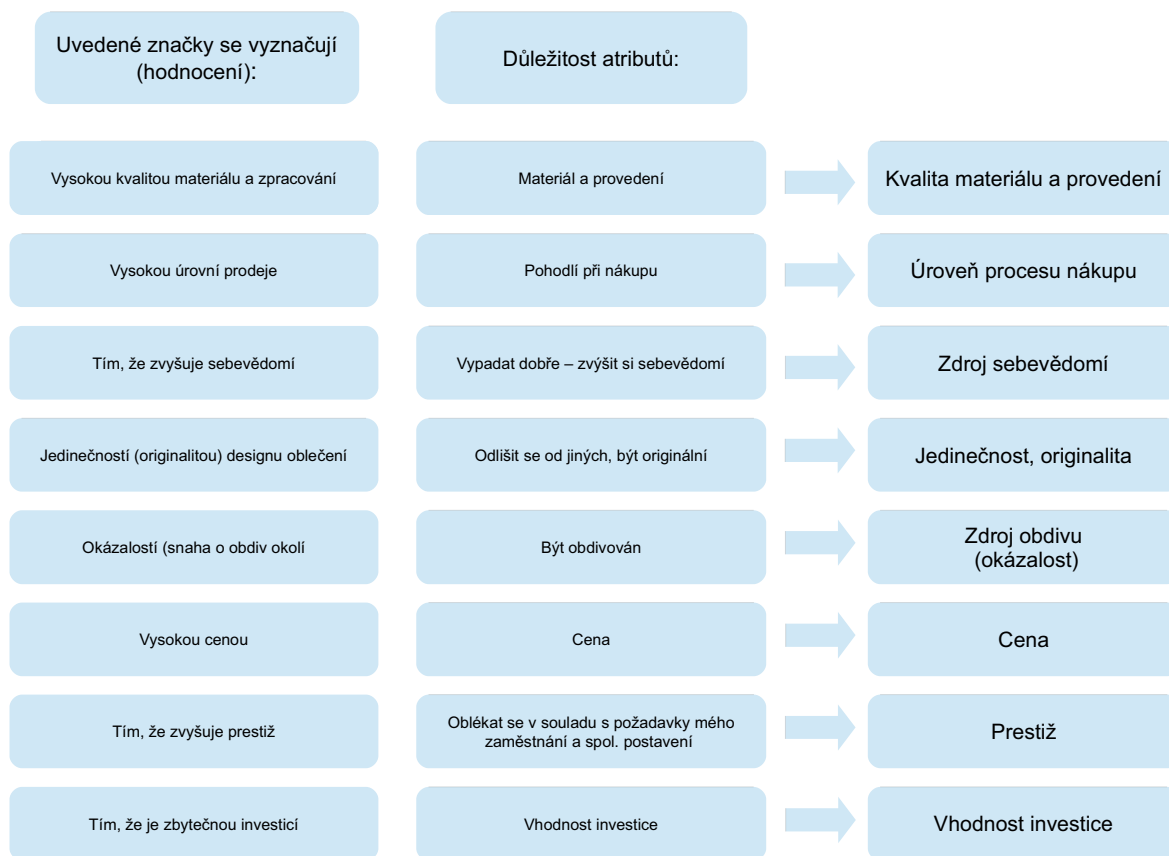 Uvedené značky se vyznačují
(hodnocení):
Důležitost atributů:
Vysokou kvalitou materiálu a zpracování
Materiál a provedení
Kvalita materiálu a provedení
Vysokou úrovní prodeje
Pohodlí při nákupu
Úroveň procesu nákupu
Tím, že zvyšuje sebevědomí
Vypadat dobře – zvýšit si sebevědomí
Zdroj sebevědomí
Jedinečností (originalitou) designu oblečení
Odlišit se od jiných, být originální
Jedinečnost, originalita
Okázalostí (snaha o obdiv okolí
Být obdivován
Zdroj obdivu
(okázalost)
Vysokou cenou
Cena
Cena
Tím, že zvyšuje prestiž
Oblékat se v souladu s požadavky mého
zaměstnání a spol. postavení
Prestiž
Tím, že je zbytečnou investicí
Vhodnost investice
Vhodnost investice